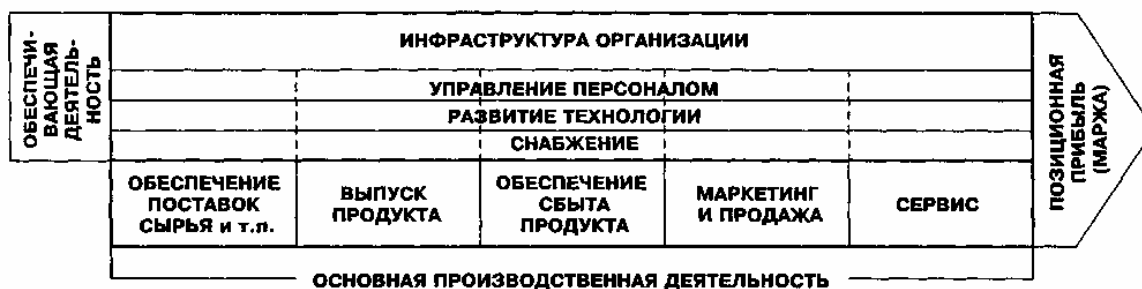 ОБЕСПЕЧИ-
ВАЮЩАЯ
ДЕЯТЕЛЬ-
НОСТЬ
ИНФРАСТРУКТУРА ОРГАНИЗАЦИИ
УПРАВЛЕНИЕ ПЕРСОНАЛОМ
РАЗВИТИЕ ТЕХНОЛОГИИ
СНАБЖЕНИЕ
ОБЕСПЕЧЕНИЕ
ПОСТАВОК
СЫРЬЯ и т.п.
ВЫПУСК
ПРОДУКТА
ОБЕСПЕЧЕНИЕ
СБЫТА
ПРОДУКТА
МАРКЕТИНГ
И ПРОДАЖА
СЕРВИС
ПОЗИЦИОННАЯ
ПРИБЫЛЬ
(МАРЖА)
ОСНОВНАЯ ПРОИЗВОДСТВЕННАЯ ДЕЯТЕЛЬНОСТЬ